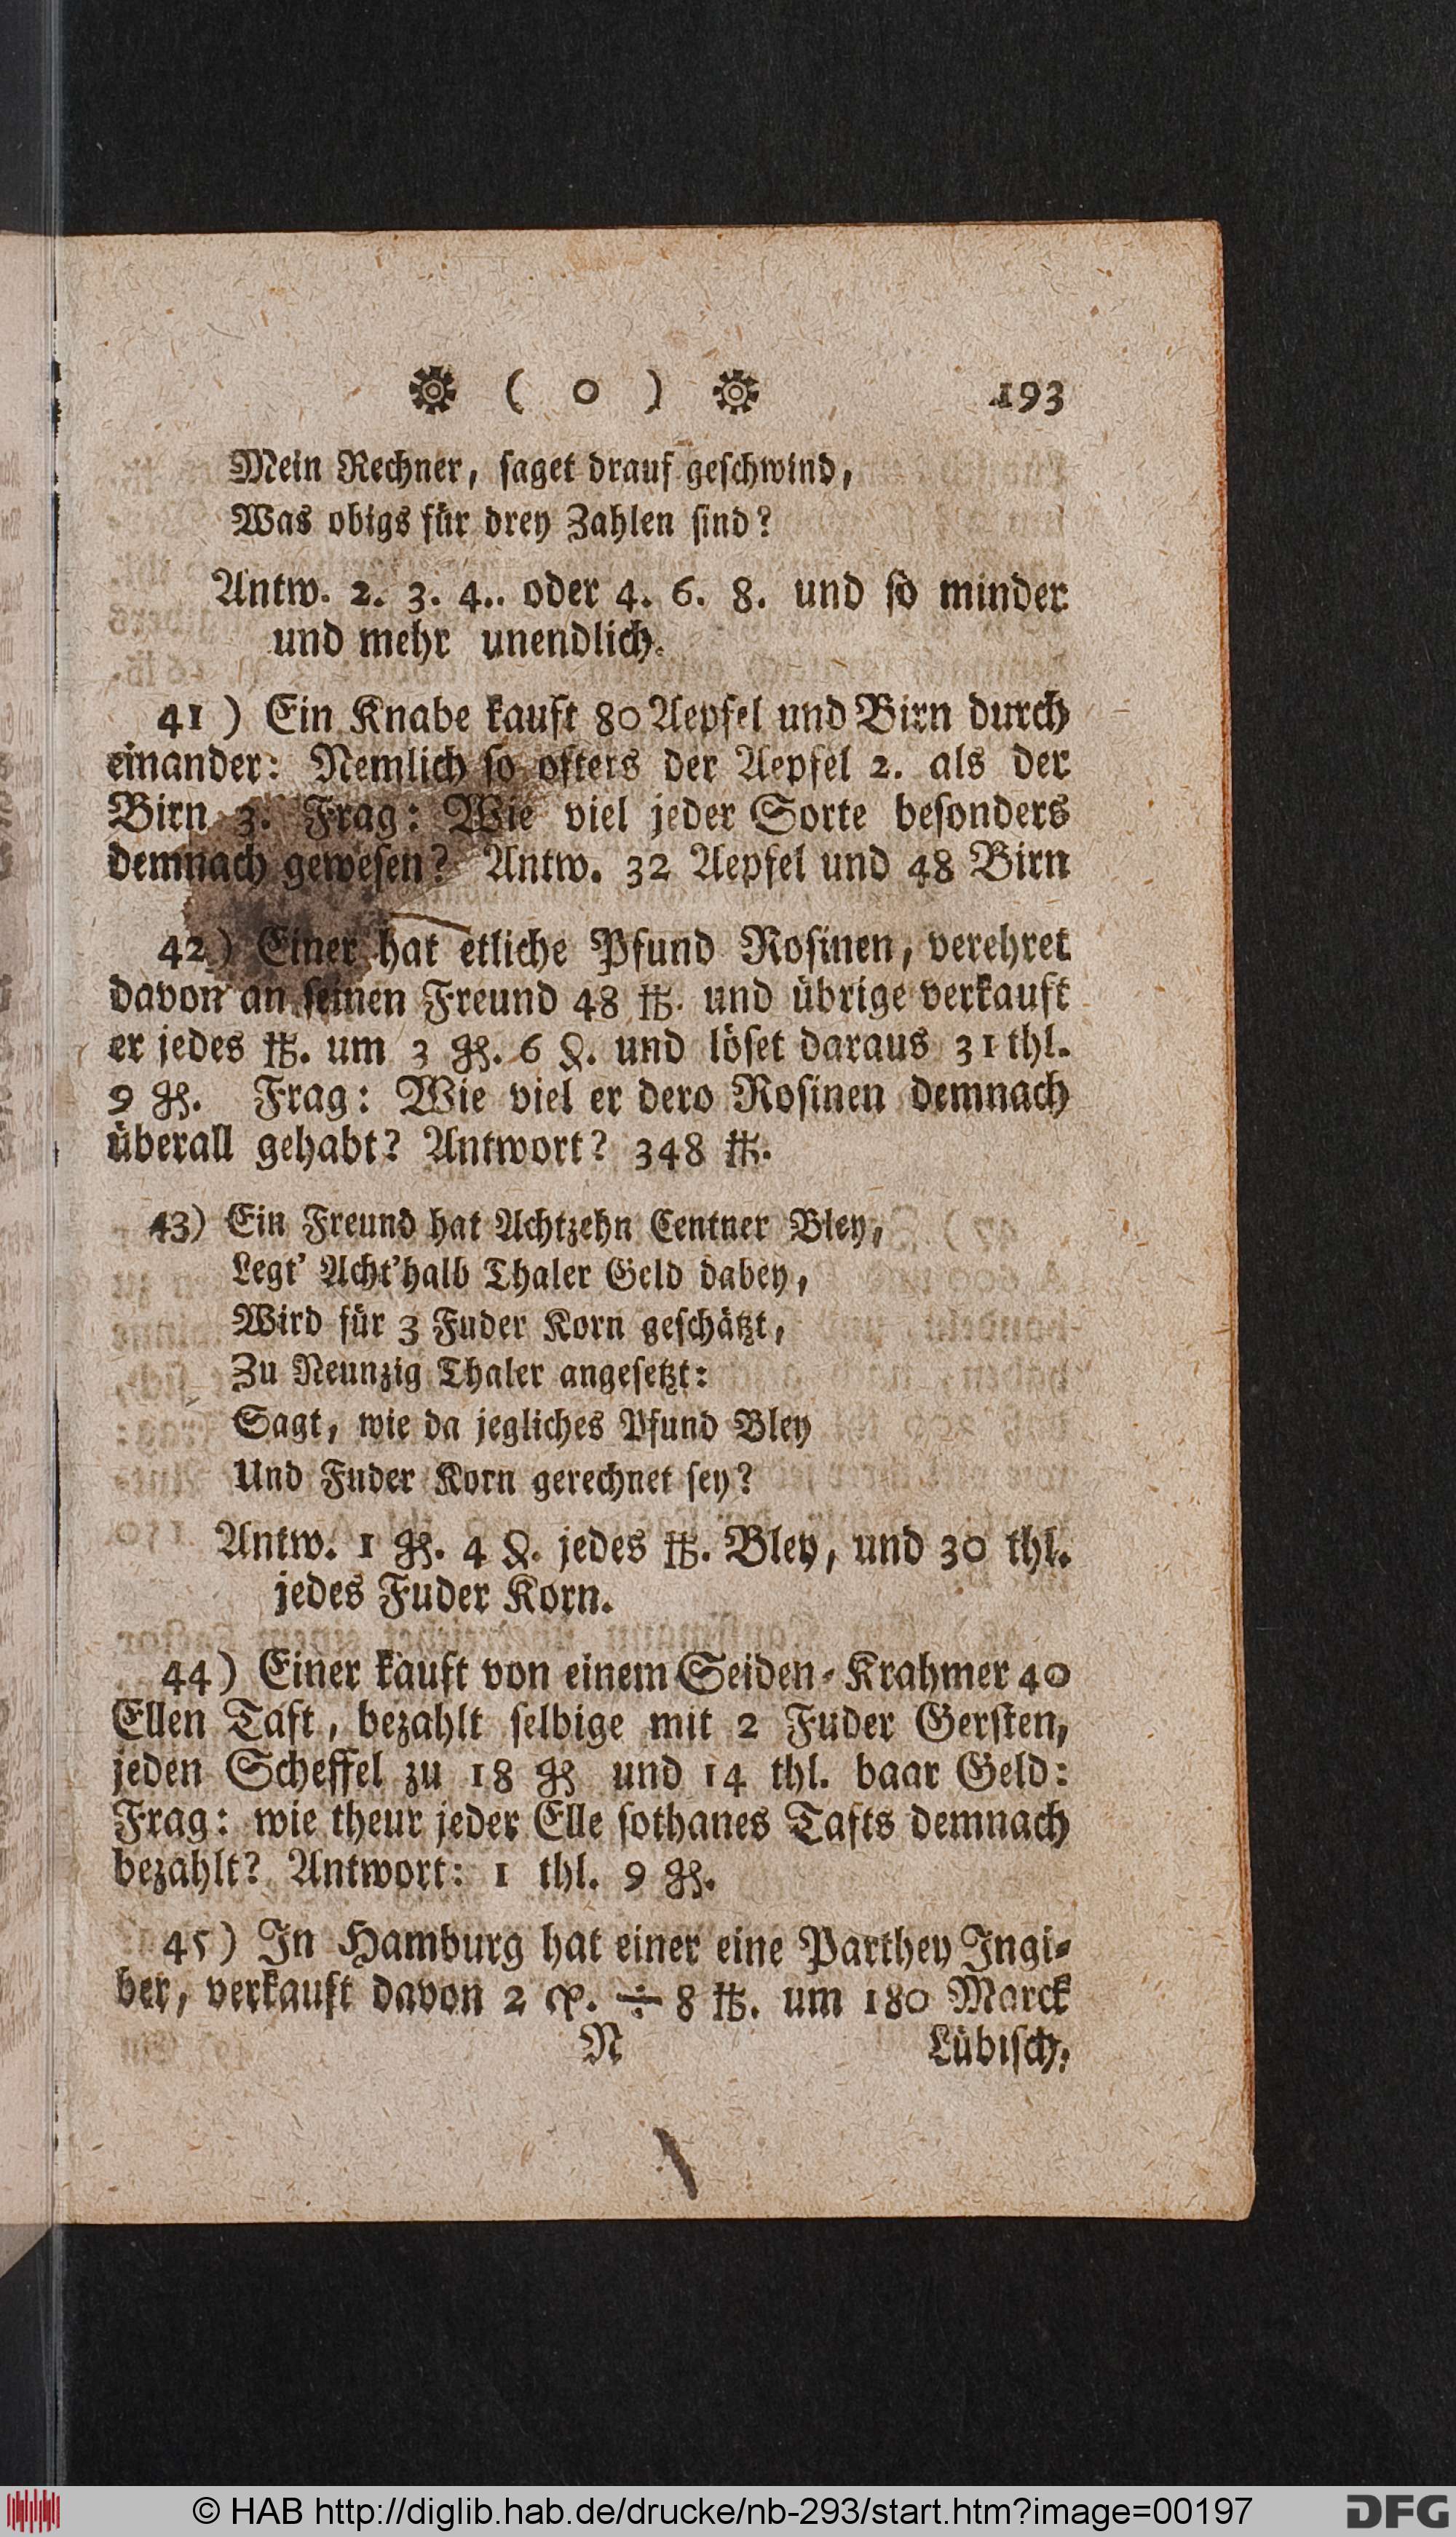 ( o ) 193
Mein Rechner, saget drauf geschwind,
Was obigs für drey Zahlen sind?
Antw. 2. 3. 4.. oder 4. 6. 8. und so minder
und mehr unendlich.
41 ) Ein Knabe kauft 80 Aepfel und Birn durch
einander: Nemlich so ofters der Aepfel 2. als der
Birn 3. Frag: Wie viel jeder Sorte besonders
demnach gewesen? Antw. 32 Aepfel und 48 Birn
42 ) Einer hat etliche Pfund Rosinen, verehret
davon an seinen Freund 48 ℔. und übrige verkauft
er jedes ℔. um 3 gß. 6 ₰. und löset daraus 31 thl.
9 gß. Frag: Wie viel er dero Rosinen demnach
überall gehabt? Antwort? 348 ℔.
43) Ein Freund hat Achtzehn Centner Bley,
Legt' Acht'halb Thaler Geld dabey,
Wird für 3 Fuder Korn geschätzt,
Zu Neunzig Thaler angesetzt:
Sagt, wie da jegliches Pfund Bley
Und Fuder Korn gerechnet sey?
Antw. 1 gß. 4 ₰. jedes ℔. Bley, und 30 thl.
jedes Fuder Korn.
44) Einer kauft von einem Seiden-Krahmer 40
Ellen Taft, bezahlt selbige mit 2 Fuder Gersten,
jeden Scheffel zu 18 gß und 14 thl. baar Geld:
Frag: wie theur jeder Elle sothanes Tafts demnach
bezahlt? Antwort: 1 thl. 9 gß.
45) In Hamburg hat einer eine Parthey Ingi-
ber, verkauft davon 2 ÷ 8 ℔. um 180 Marck
N Lübisch,
© HAB http://diglib.hab.de/drucke/nb-293/start.htm?image=00197
DFG